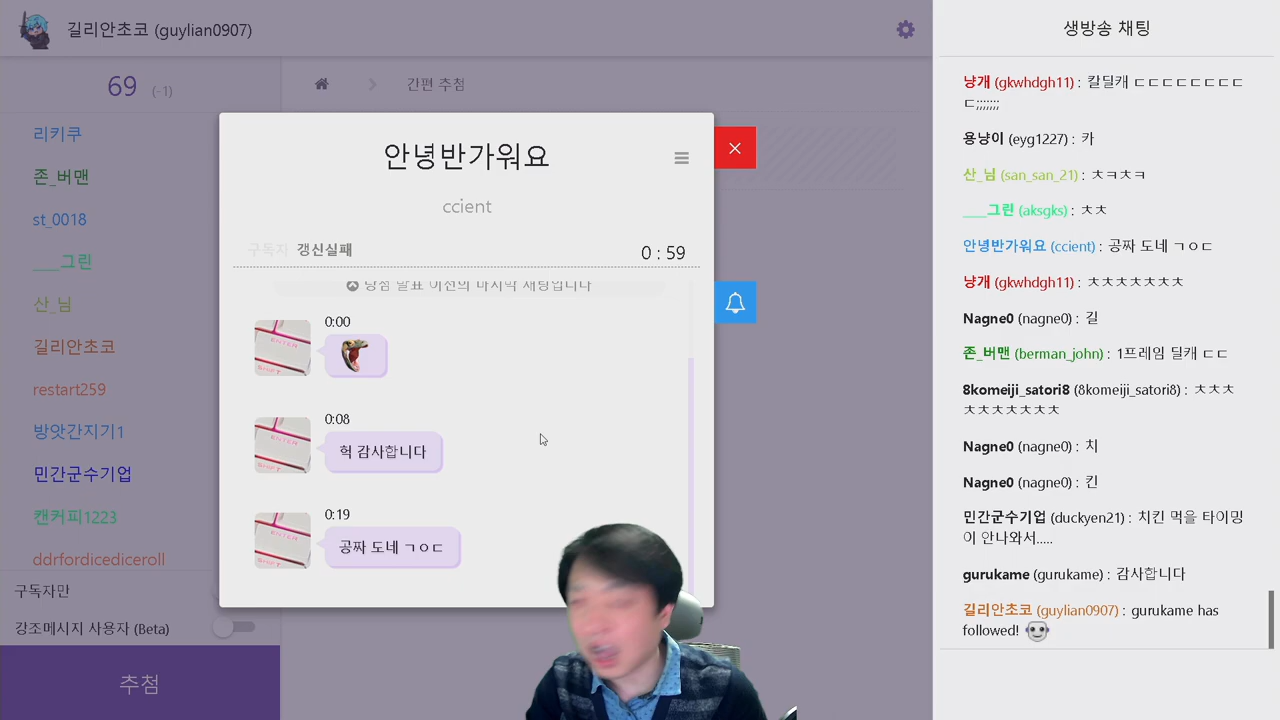 길리안초코 (guylian0907)
69 (-1)
리키쿠
존_버맨
st_0018
____그린
산_님
길리안초코
restart259
방앗간지기1
민간군수기업
캔커피1223
ddrfordicediceroll
구독자만
강조메시지 사용자 (Beta)
추첨
간편 추첨
안녕반가워요
ccient
구독자 갱신실패
0 : 59
당첨 발표 이전의 마지막 채팅입니다
0:00
0:08
헉 감사합니다
0:19
공짜 도네 ㄱㅇㄷ
생방송 채팅
냥개 (gkwhdgh11) : 칼딜캐 ㄷㄷㄷㄷㄷㄷㄷㄷ
ㄷ;;;;;;;
용냥이 (eyg1227) : 카
산_님 (san_san_21) : ㅊㅋㅊㅋ
____그린 (aksgks) : ㅊㅊ
안녕반가워요 (ccient) : 공짜 도네 ㄱㅇㄷ
냥개 (gkwhdgh11) : ㅊㅊㅊㅊㅊㅊㅊ
Nagne0 (nagne0) : 길
존_버맨 (berman_john) : 1프레임 딜캐 ㄷㄷ
8komeiji_satori8 (8komeiji_satori8) : ㅊㅊㅊ
ㅊㅊㅊㅊㅊㅊㅊ
Nagne0 (nagne0) : 치
Nagne0 (nagne0) : 킨
민간군수기업 (duckyen21) : 치킨 먹을 타이밍
이 안나와서.....
gurukame (gurukame) : 감사합니다
길리안초코 (guylian0907) : gurukame has
followed!